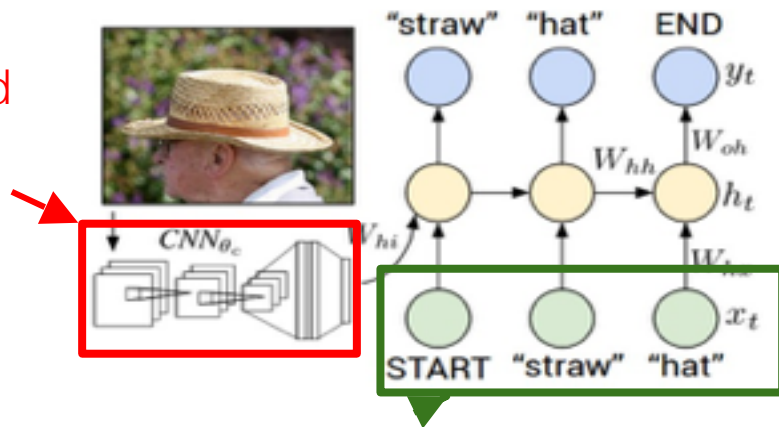 “straw” “hat” END
d
y_t
W_oh
W_hh
h_t
CNN_θc
W_hi
x_t
START “straw” “hat”